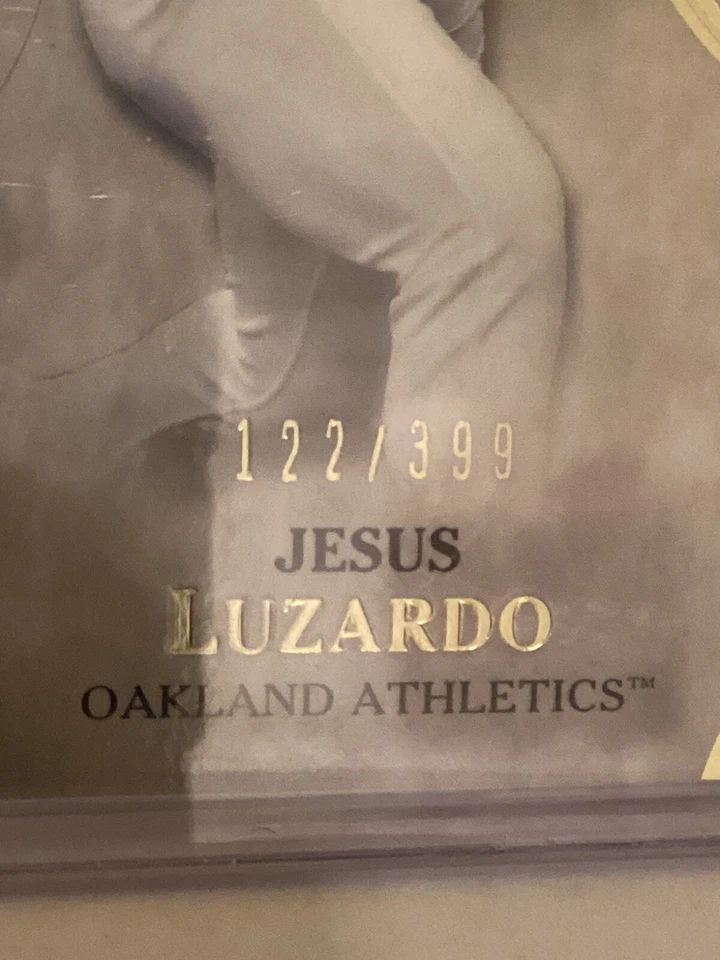 122/399
JESUS
LUZARDO
OAKLAND ATHLETICS™